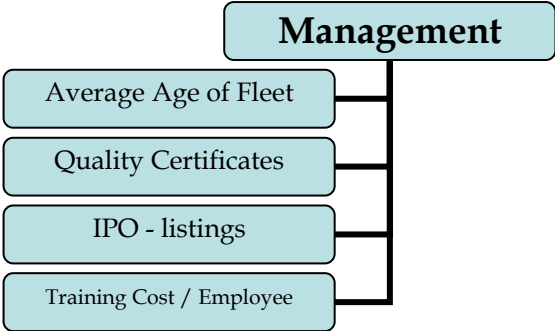 Management
Average Age of Fleet
Quality Certificates
IPO - listings
Training Cost / Employee